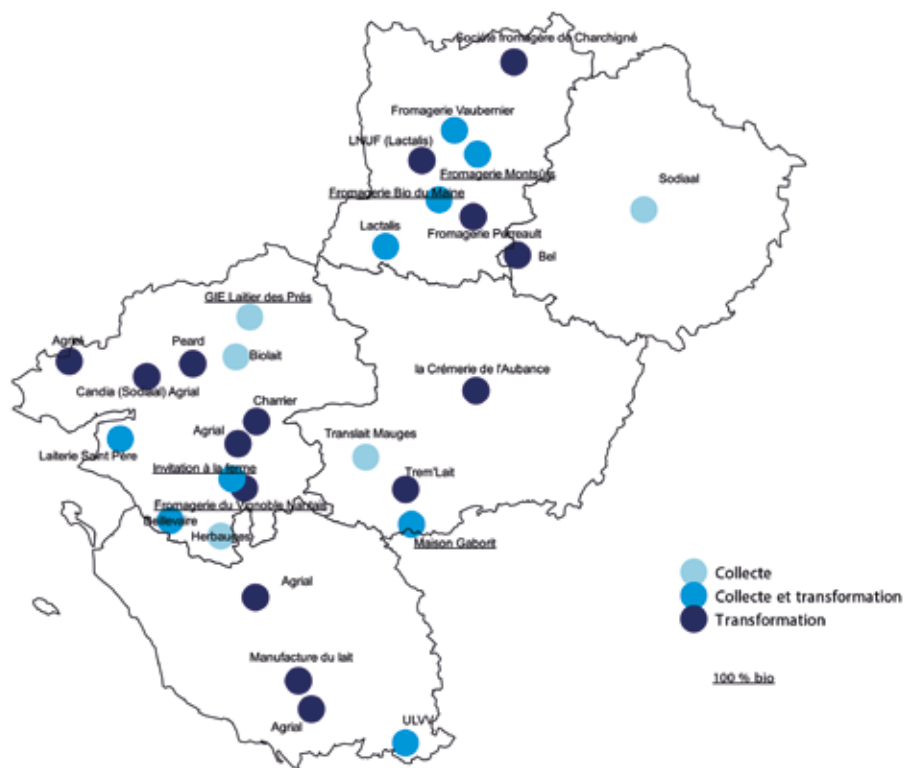 Société fromagère de Charchigné
Fromagerie Vaubernier
LNUF (Lactalis)
Fromagerie Montsûrs
Sodiaal
Fromagerie Bio du Maine
Lactalis
Fromagerie Perreault
Bel
GIE Laitier des Prés
Agrial
Peard
Biolait
la Crémerie de l'Aubance
Candia (Sodiaal) Agrial
Charrier
Agrial
Translait Mauges
Laiterie Saint Père
Invitation à la ferme
Trem'Lait
Fromagerie du Vignoble Nantais
Beillevaire
Herbauges
Maison Gaborit
Agrial
Collecte
Collecte et transformation
Transformation
Manufacture du lait
100 % bio
Agrial
ULVV